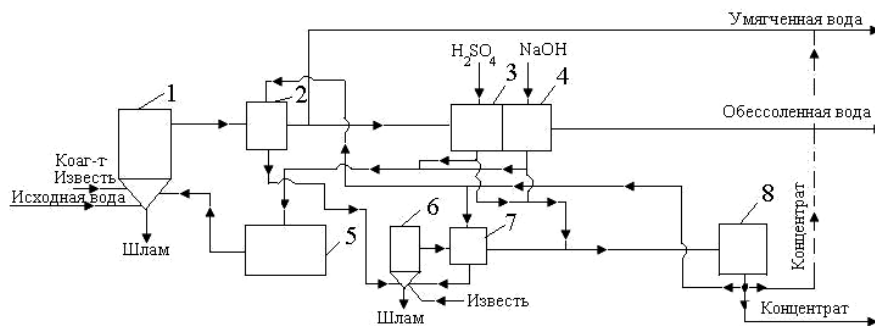 Умягченная вода
H2SO4
NaOH
1
2
3
4
Обессоленная вода
Коаг-т
Известь
Исходная вода
Шлам
5
6
7
8
Концентрат
Известь
Шлам
Концентрат